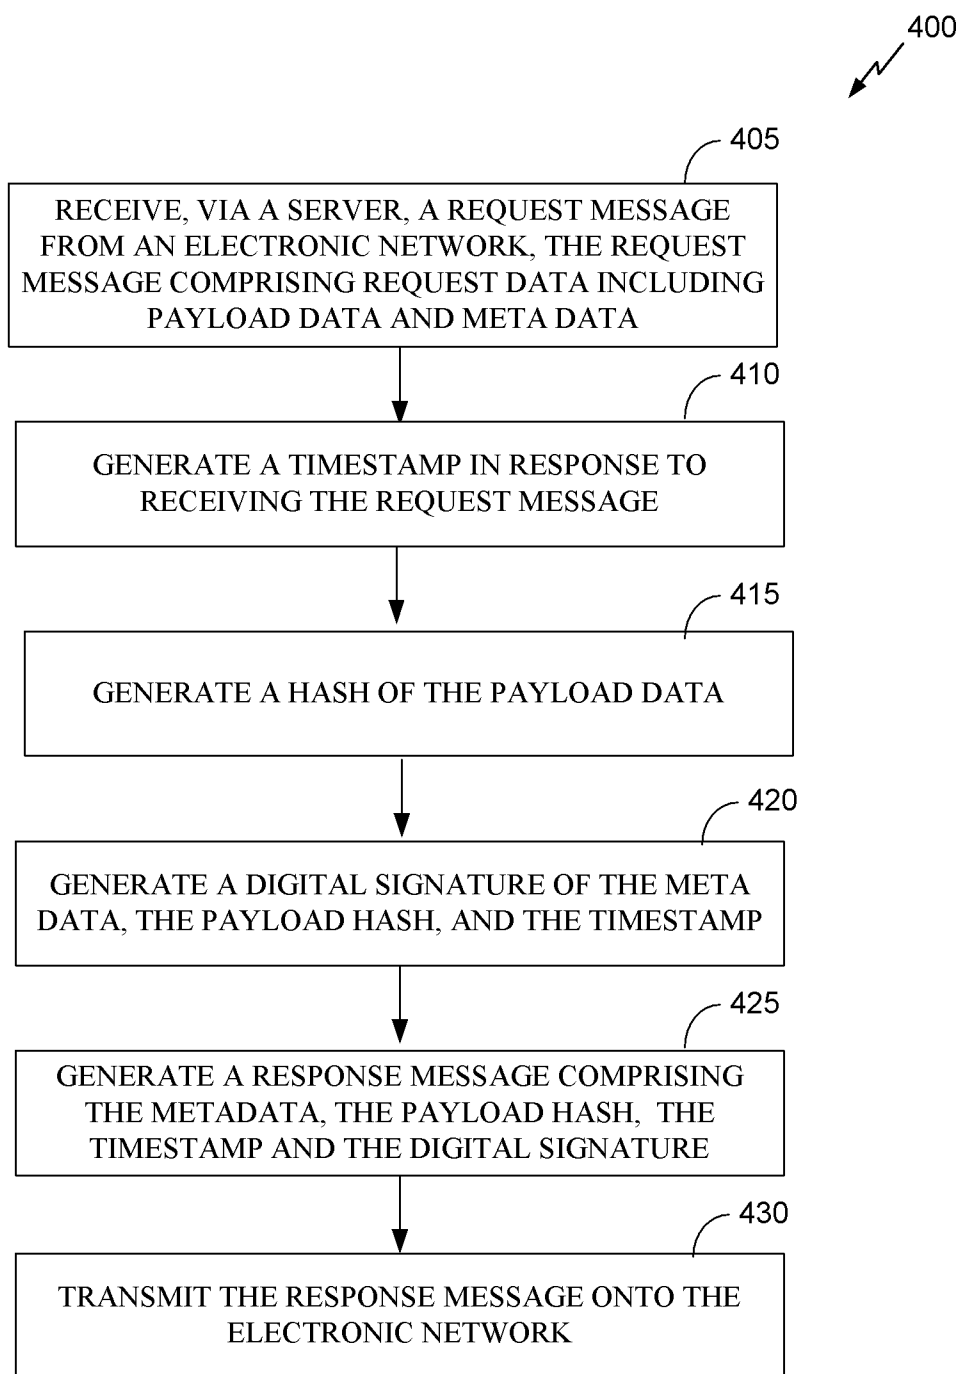 400
405
RECEIVE, VIA A SERVER, A REQUEST MESSAGE
FROM AN ELECTRONIC NETWORK, THE REQUEST
MESSAGE COMPRISING REQUEST DATA INCLUDING
PAYLOAD DATA AND META DATA
410
GENERATE A TIMESTAMP IN RESPONSE TO
RECEIVING THE REQUEST MESSAGE
415
GENERATE A HASH OF THE PAYLOAD DATA
420
GENERATE A DIGITAL SIGNATURE OF THE META
DATA, THE PAYLOAD HASH, AND THE TIMESTAMP
425
GENERATE A RESPONSE MESSAGE COMPRISING
THE METADATA, THE PAYLOAD HASH, THE
TIMESTAMP AND THE DIGITAL SIGNATURE
430
TRANSMIT THE RESPONSE MESSAGE ONTO THE
ELECTRONIC NETWORK